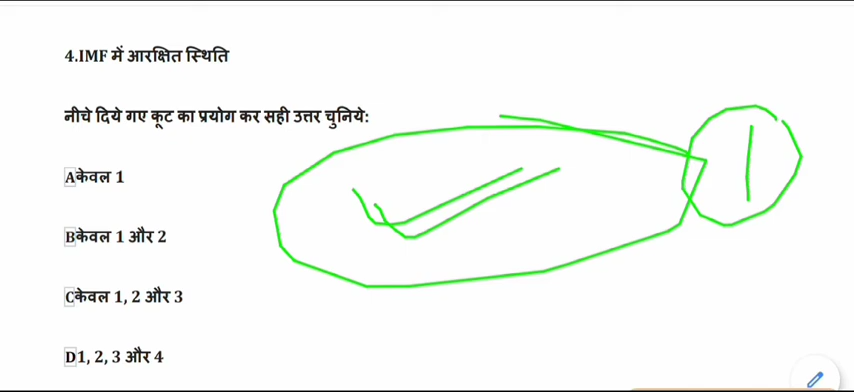 4.IMF में आरक्षित स्थिति
नीचे दिये गए कूट का प्रयोग कर सही उत्तर चुनिये:
Aकेवल 1
Bकेवल 1 और 2
Cकेवल 1, 2 और 3
D1, 2, 3 और 4